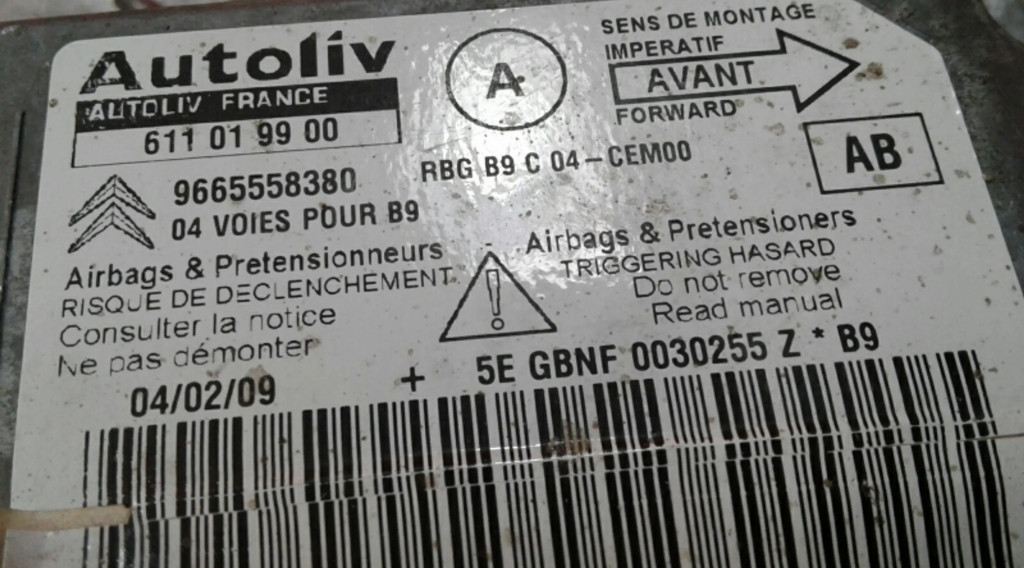 Autoliv
AUTOLIV FRANCE
611 01 99 00
A
SENS DE MONTAGE
IMPERATIF
AVANT
FORWARD
AB
9665558380
04 VOIES POUR B9
RBG B9 C 04-CEM00
Airbags & Pretensionneurs
RISQUE DE DECLENCHEMENT
Consulter la notice
Ne pas démonter
Airbags & Pretensioners
TRIGGERING HASARD
Do not remove
Read manual
04/02/09
+ 5E GBNF 0030255 Z * B9